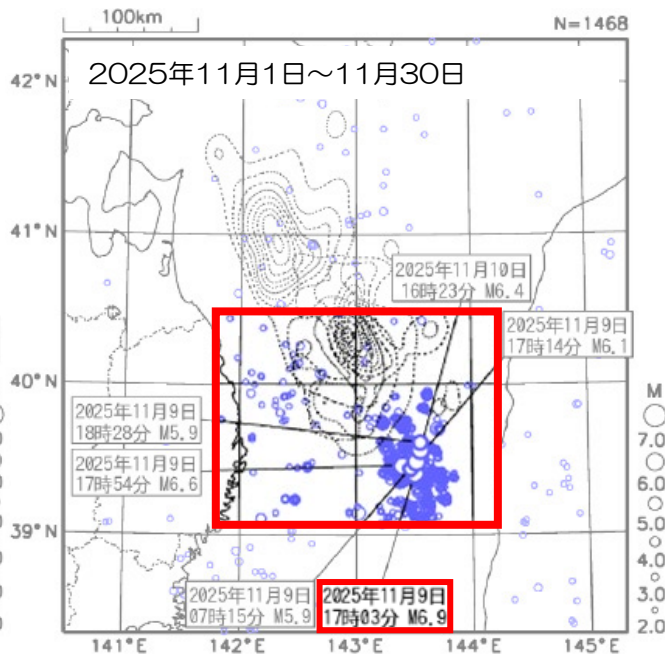 100km
N=1468
42°N
2025年11月1日～11月30日
41°N
2025年11月10日
16時23分 M6.4
2025年11月9日
17時14分 M6.1
40°N
2025年11月9日
18時28分 M5.9
2025年11月9日
17時54分 M6.6
M
7.0
6.0
5.0
4.0
3.0
2.0
39°N
2025年11月9日
07時15分 M5.9
2025年11月9日
17時03分 M6.9
141°E
142°E
143°E
144°E
145°E